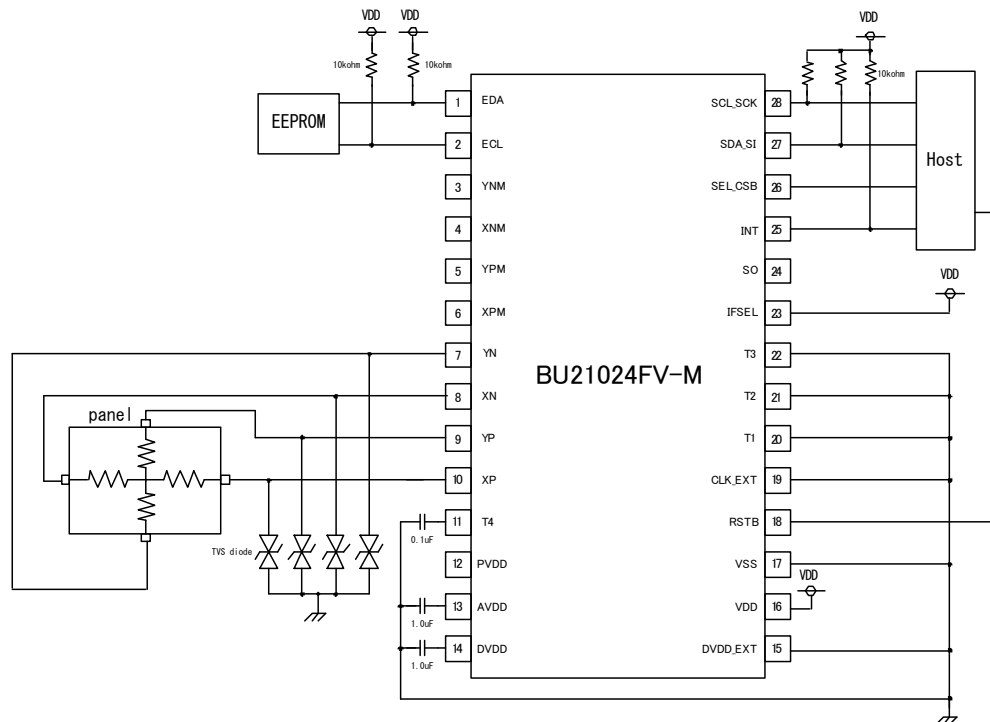 VDD
VDD
10kohm
10kohm
EEPROM
1 EDA
2 ECL
3 YNM
4 XNM
5 YPM
6 XPM
7 YN
8 XN
9 YP
10 XP
11 T4
12 PVDD
13 AVDD
14 DVDD
BU21024FV-M
SCL_SCK 28
SDA_SI 27
SEL_CSB 26
INT 25
SO 24
IFSEL 23
T3 22
T2 21
T1 20
CLK_EXT 19
RSTB 18
VSS 17
VDD 16
DVDD_EXT 15
VDD
10kohm
Host
VDD
VDD
panel
TVS diode
0.1uF
1.0uF
1.0uF